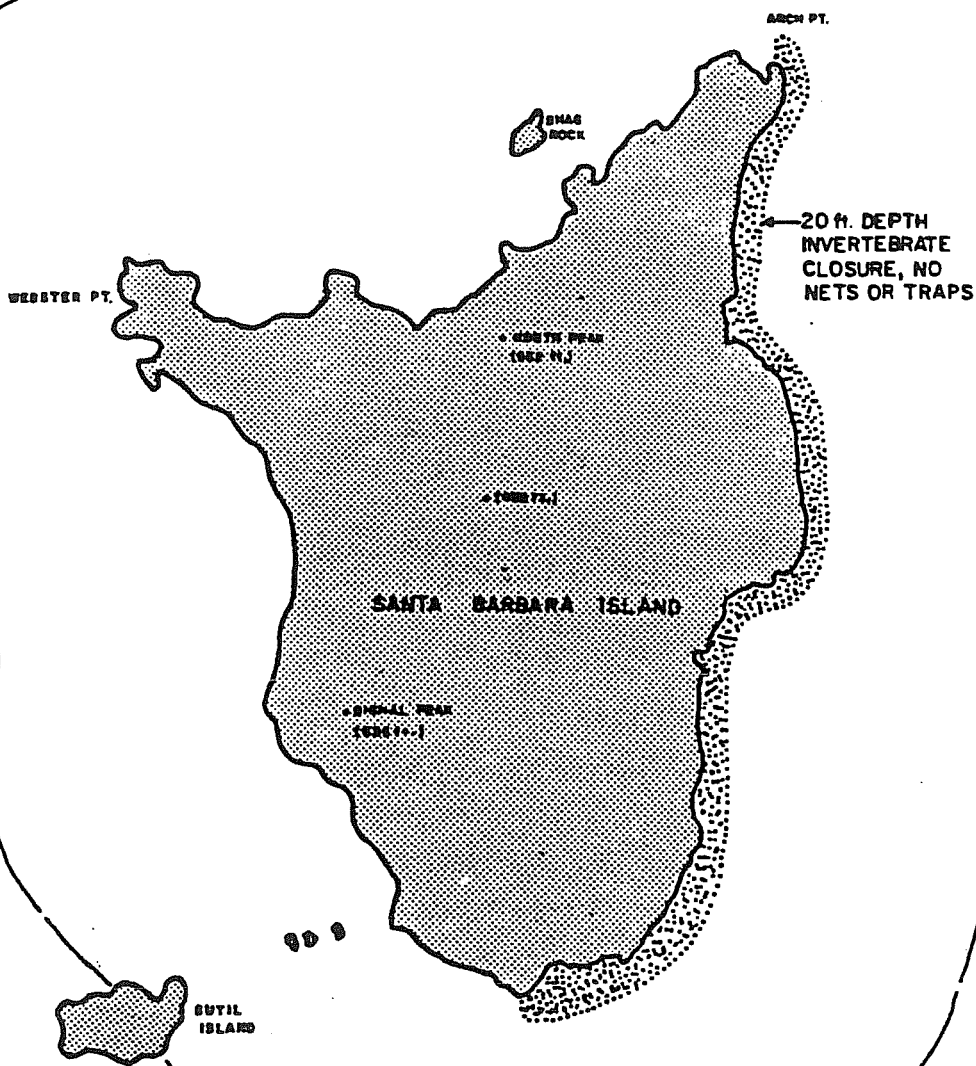 ARCH PT.
SHAG
ROCK
20 ft. DEPTH
INVERTEBRATE
CLOSURE, NO
NETS OR TRAPS
WEBSTER PT.
NORTH PEAK
SANTA BARBARA ISLAND
SIGNAL PEAK
SUTIL
ISLAND